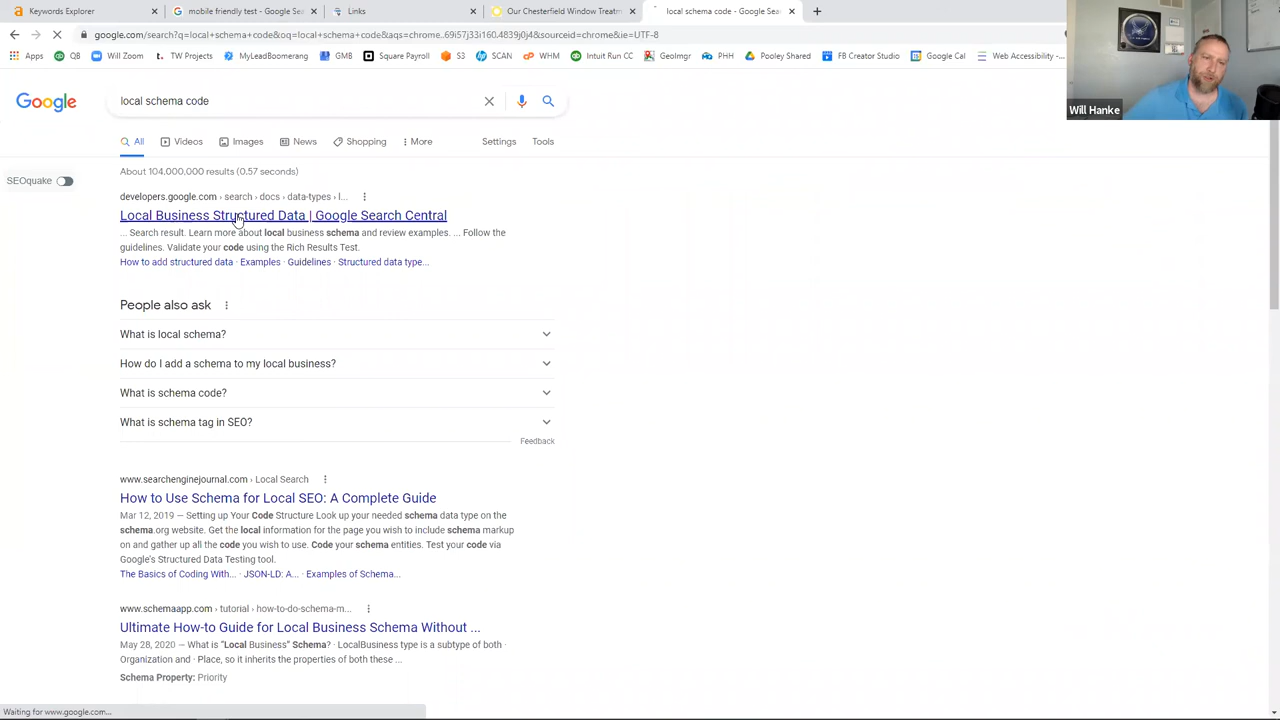 Keywords Explorer
mobile friendly test - Google Sea
Links
Our Chesterfield Window Treatm
local schema code - Google Sea
google.com/search?q=local+schema+code&oq=local+schema+code&aqs=chrome..69i57j33i160.4839j0j4&sourceid=chrome&ie=UTF-8
Apps
QB
Will Zoom
TW Projects
MyLeadBoomerang
GMB
Square Payroll
S3
SCAN
WHM
Intuit Run CC
GeoImgr
PHH
Pooley Shared
FB Creator Studio
Google Cal
Web Accessibility -
Will Hanke
Google
local schema code
All
Videos
Images
News
Shopping
More
Settings
Tools
About 104,000,000 results (0.57 seconds)
SEOquake
developers.google.com › search › docs › data-types › l...
Local Business Structured Data | Google Search Central
... Search result. Learn more about local business schema and review examples. ... Follow the
guidelines. Validate your code using the Rich Results Test.
How to add structured data · Examples · Guidelines · Structured data type...
People also ask
What is local schema?
How do I add a schema to my local business?
What is schema code?
What is schema tag in SEO?
Feedback
www.searchenginejournal.com › Local Search
How to Use Schema for Local SEO: A Complete Guide
Mar 12, 2019 — Setting up Your Code Structure Look up your needed schema data type on the
schema.org website. Get the local information for the page you wish to include schema markup
on and gather up all the code you wish to use. Code your schema entities. Test your code via
Google's Structured Data Testing tool.
The Basics of Coding With... · JSON-LD: A... · Examples of Schema...
www.schemaapp.com › tutorial › how-to-do-schema-m...
Ultimate How-to Guide for Local Business Schema Without ...
May 28, 2020 — What is "Local Business" Schema? · LocalBusiness type is a subtype of both ·
Organization and · Place, so it inherits the properties of both these ...
Schema Property: Priority
Waiting for www.google.com...